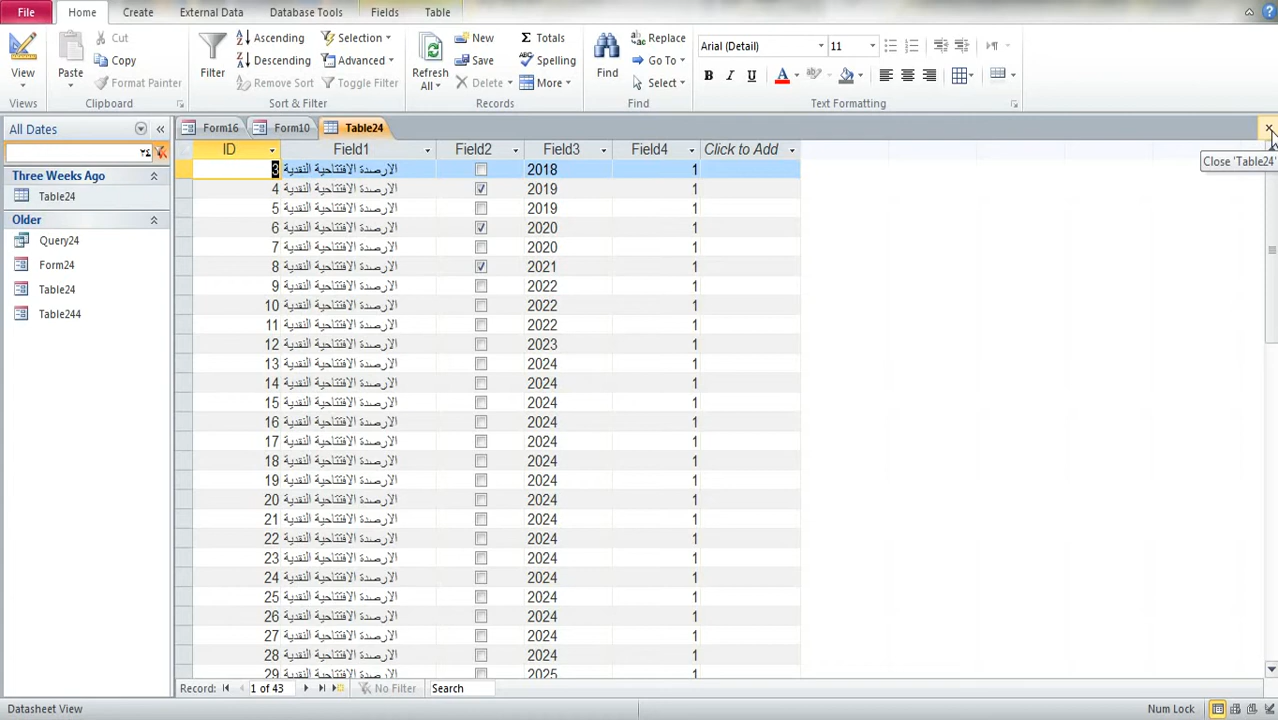 File Home Create External Data Database Tools Fields Table
View Paste Cut Copy Format Painter
Filter Ascending Descending Remove Sort Selection Advanced Toggle Filter
Refresh All New Save Delete Totals Spelling More
Find Replace Go To Select
Arial (Detail) 11
B I U A
Views Clipboard Sort & Filter Records Find Text Formatting
All Dates
Form16 Form10 Table24
Close 'Table24'
Three Weeks Ago
Table24
Older
Query24
Form24
Table24
Table244
ID Field1 Field2 Field3 Field4 Click to Add
3 الارصدة الافتتاحية النقدية 2018 1
4 الارصدة الافتتاحية النقدية 2019 1
5 الارصدة الافتتاحية النقدية 2019 1
6 الارصدة الافتتاحية النقدية 2020 1
7 الارصدة الافتتاحية النقدية 2020 1
8 الارصدة الافتتاحية النقدية 2021 1
9 الارصدة الافتتاحية النقدية 2022 1
10 الارصدة الافتتاحية النقدية 2022 1
11 الارصدة الافتتاحية النقدية 2022 1
12 الارصدة الافتتاحية النقدية 2023 1
13 الارصدة الافتتاحية النقدية 2024 1
14 الارصدة الافتتاحية النقدية 2024 1
15 الارصدة الافتتاحية النقدية 2024 1
16 الارصدة الافتتاحية النقدية 2024 1
17 الارصدة الافتتاحية النقدية 2024 1
18 الارصدة الافتتاحية النقدية 2024 1
19 الارصدة الافتتاحية النقدية 2024 1
20 الارصدة الافتتاحية النقدية 2024 1
21 الارصدة الافتتاحية النقدية 2024 1
22 الارصدة الافتتاحية النقدية 2024 1
23 الارصدة الافتتاحية النقدية 2024 1
24 الارصدة الافتتاحية النقدية 2024 1
25 الارصدة الافتتاحية النقدية 2024 1
26 الارصدة الافتتاحية النقدية 2024 1
27 الارصدة الافتتاحية النقدية 2024 1
28 الارصدة الافتتاحية النقدية 2024 1
29 الارصدة الافتتاحية النقدية 2025 1
Record: 1 of 43 No Filter Search
Datasheet View Num Lock